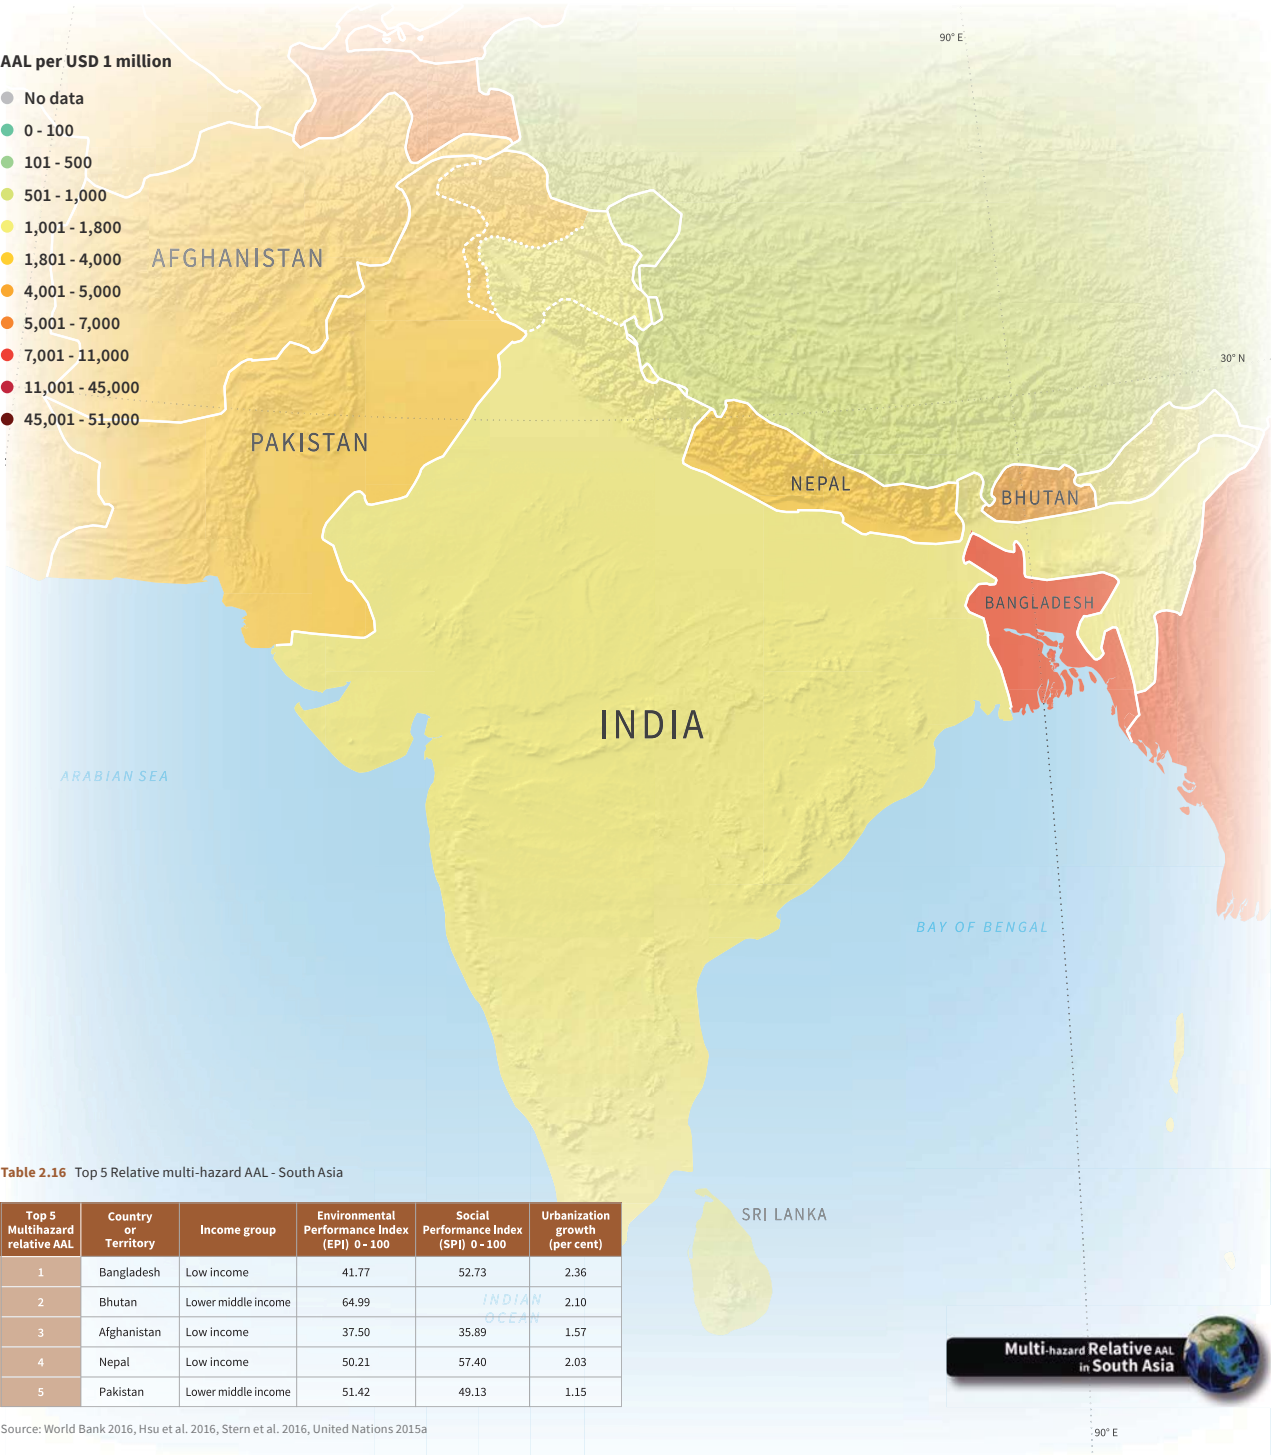 90° E
AAL per USD 1 million
No data
0 - 100
101 - 500
501 - 1,000
1,001 - 1,800
1,801 - 4,000
4,001 - 5,000
5,001 - 7,000
7,001 - 11,000
11,001 - 45,000
45,001 - 51,000
AFGHANISTAN
30° N
PAKISTAN
NEPAL
BHUTAN
BANGLADESH
INDIA
ARABIAN SEA
BAY OF BENGAL
SRI LANKA
INDIAN
OCEAN
Table 2.16 Top 5 Relative multi-hazard AAL - South Asia
Top 5 Multihazard relative AAL | Country or Territory | Income group | Environmental Performance Index (EPI) 0 - 100 | Social Performance Index (SPI) 0 - 100 | Urbanization growth (per cent)
1 | Bangladesh | Low income | 41.77 | 52.73 | 2.36
2 | Bhutan | Lower middle income | 64.99 | | 2.10
3 | Afghanistan | Low income | 37.50 | 35.89 | 1.57
4 | Nepal | Low income | 50.21 | 57.40 | 2.03
5 | Pakistan | Lower middle income | 51.42 | 49.13 | 1.15
Source: World Bank 2016, Hsu et al. 2016, Stern et al. 2016, United Nations 2015a
Multi-hazard Relative AAL
in South Asia
90° E